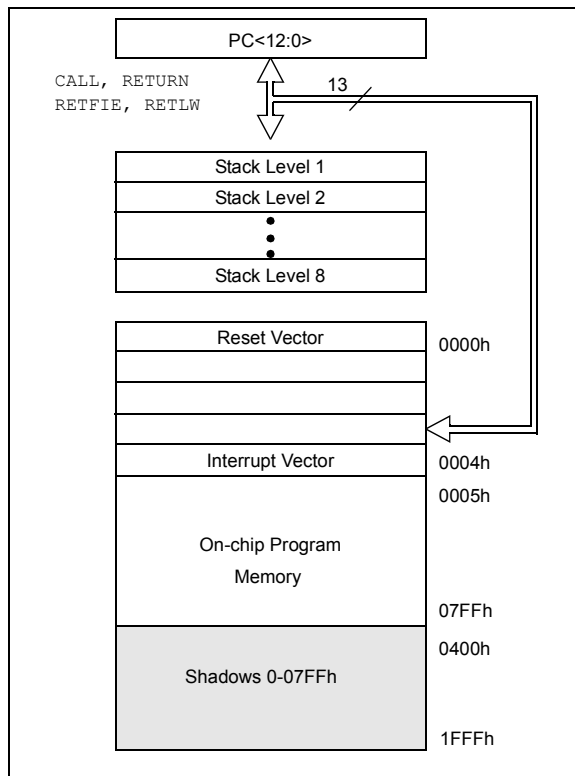 PC<12:0>
CALL, RETURN
RETFIE, RETLW
13
Stack Level 1
Stack Level 2
Stack Level 8
Reset Vector
0000h
Interrupt Vector
0004h
0005h
On-chip Program
Memory
07FFh
0400h
Shadows 0-07FFh
1FFFh